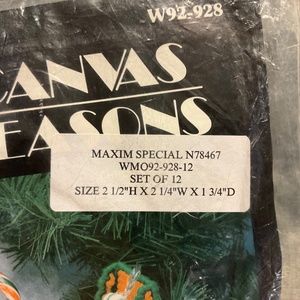 W92-928
CANVAS
SEASONS
MAXIM SPECIAL N78467
WMO92-928-12
SET OF 12
SIZE 2 1/2"H X 2 1/4"W X 1 3/4"D